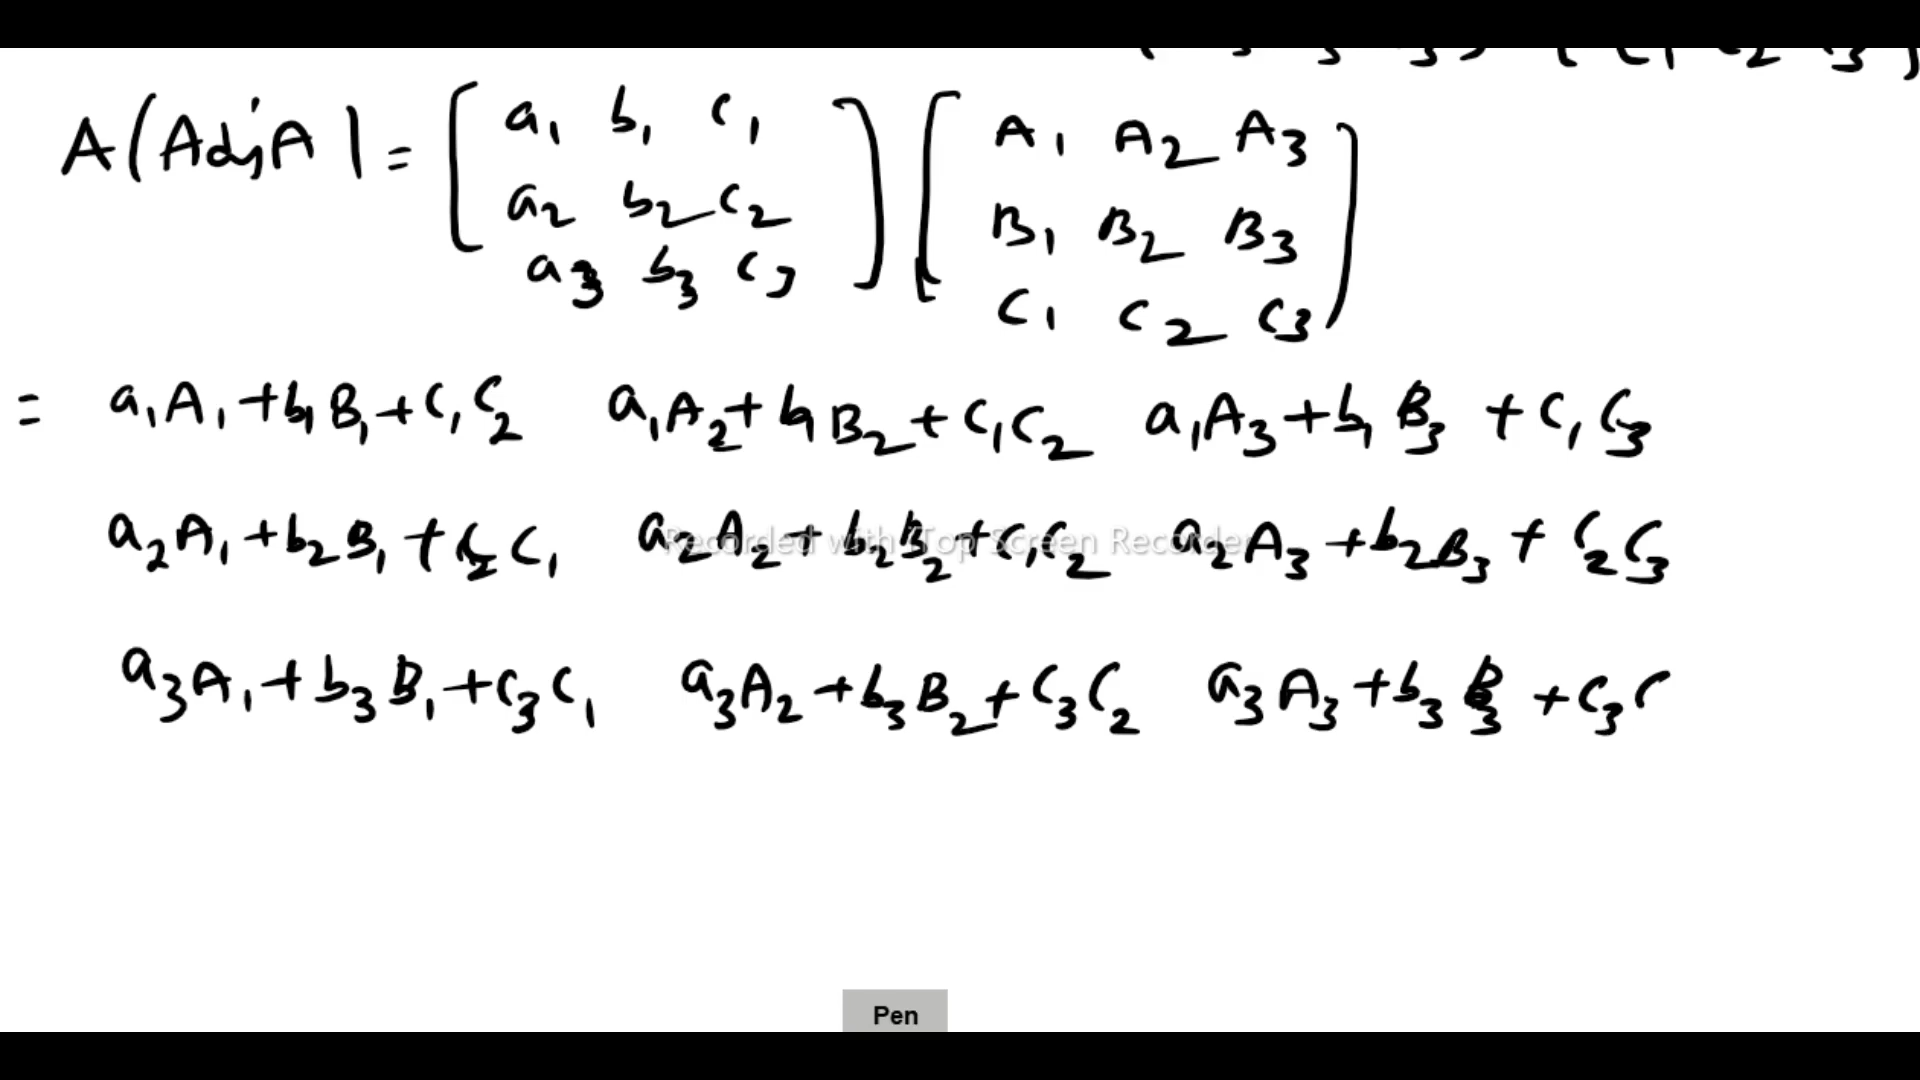 A(AdjA) = [a1 b1 c1] [A1 A2 A3]
a2 b2 c2 B1 B2 B3
a3 b3 c3 C1 C2 C3
= a1A1+b1B1+C1C2 a1A2+b1B2+C1C2 a1A3+b1B3+C1C3
a2A1+b2B1+C2C1 a2A2+b2B2+C1C2 a2A3+b2B3+C2C3
Recorded with iTop Screen Recorder
a3A1+b3B1+C3C1 a3A2+b3B2+C3C2 a3A3+b3B3+C3C
Pen